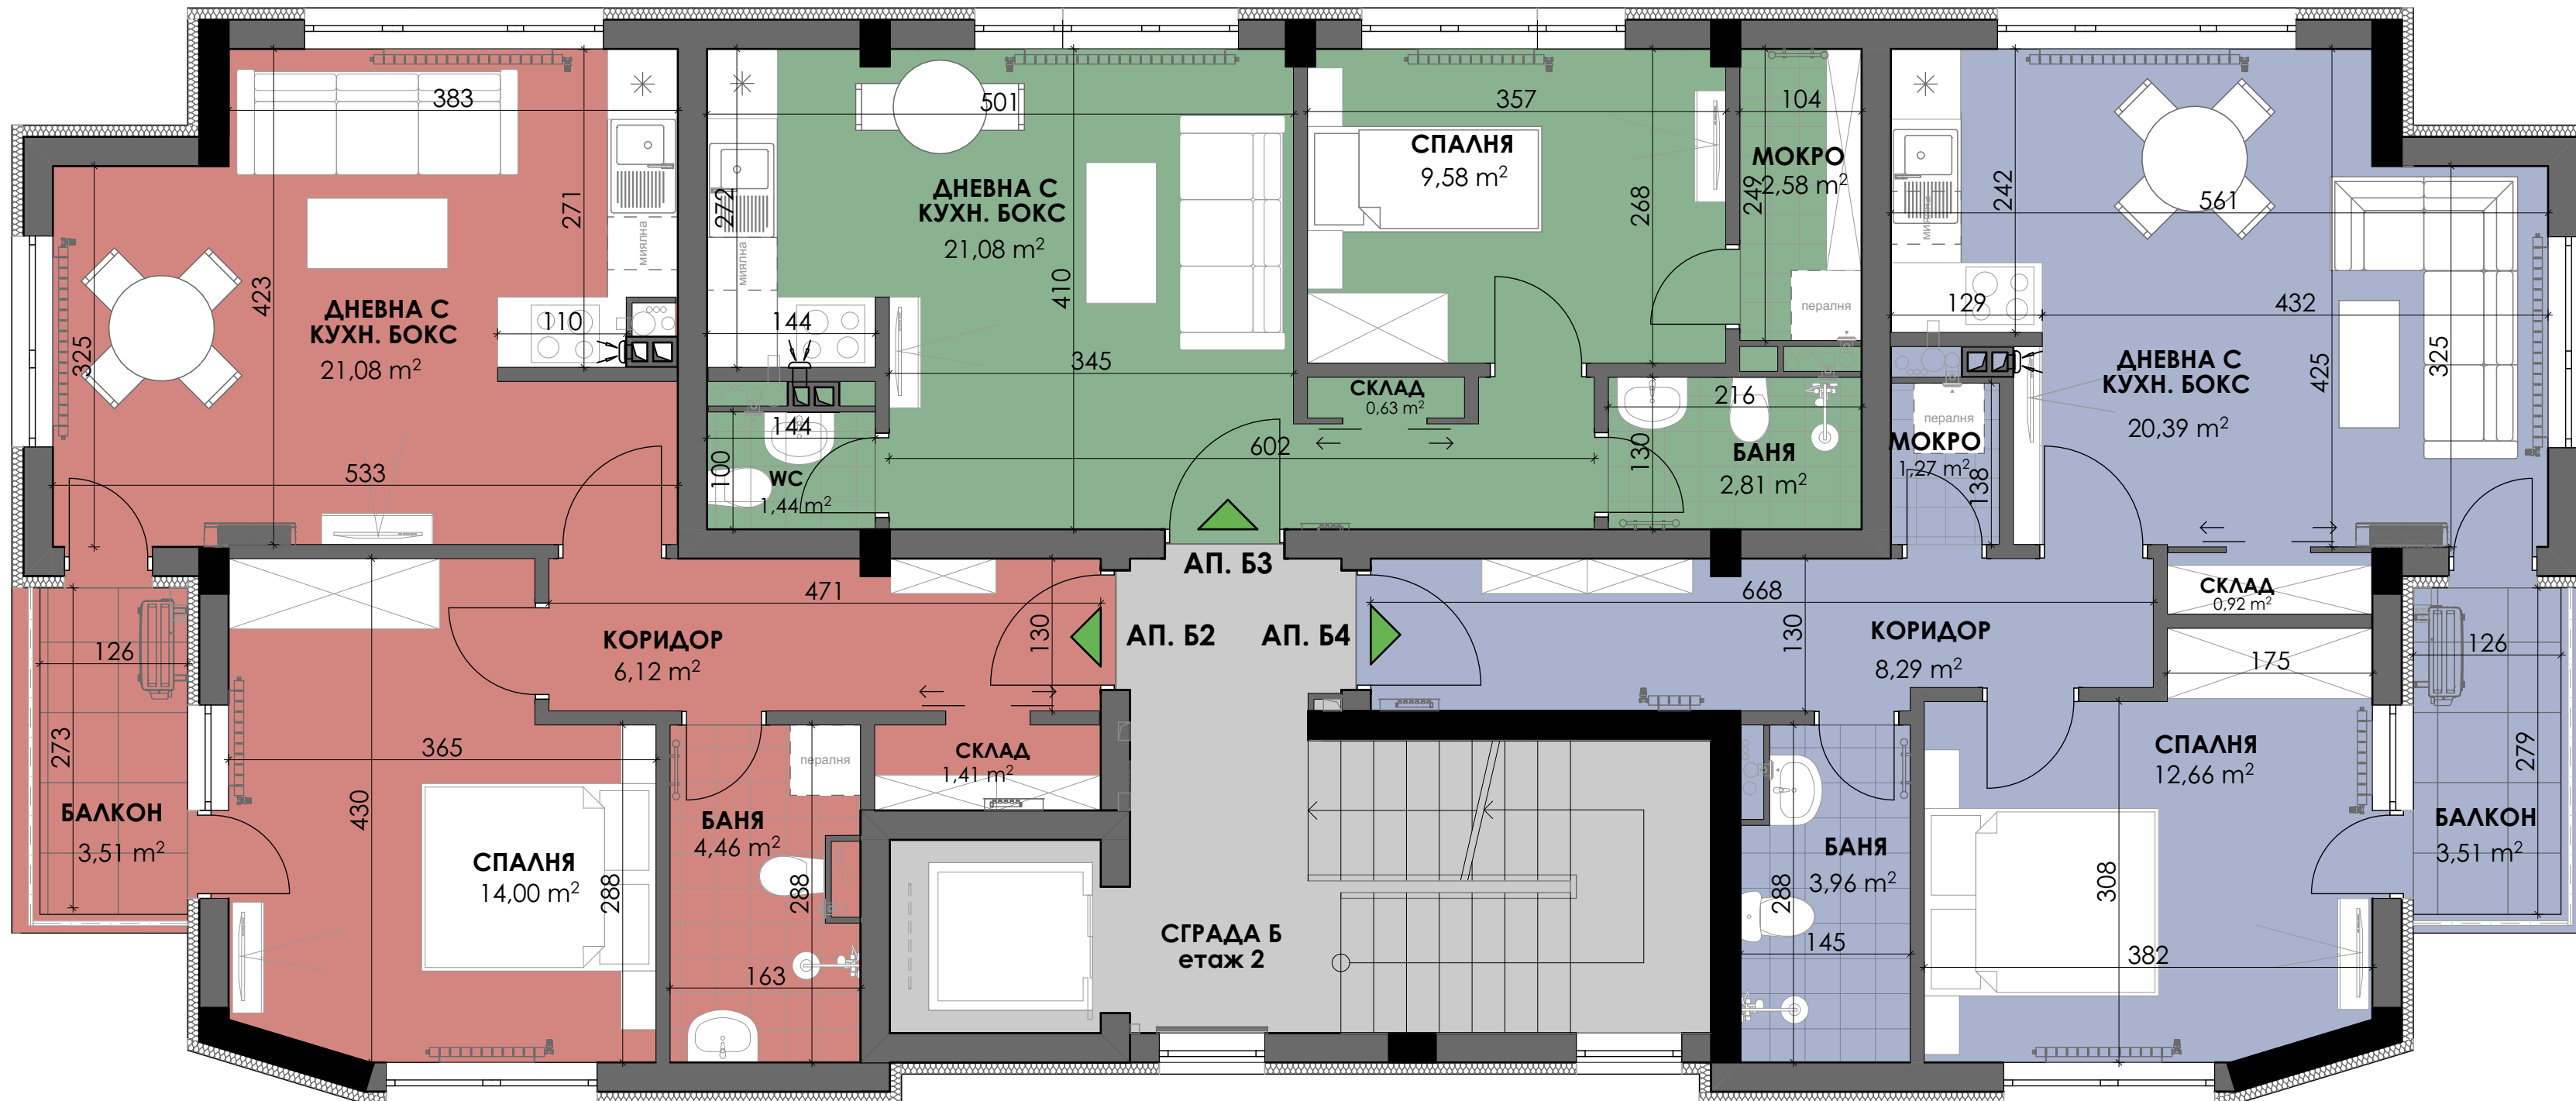 383
271
423
325
ДНЕВНА С
КУХН. БОКС
21,08 m²
миялна
110
533
501
272
миялна
ДНЕВНА С
КУХН. БОКС
21,08 m²
410
144
345
144
100
WC
1,44 m²
602
357
СПАЛНЯ
9,58 m²
268
104
МОКРО
2,58 m²
249
пералня
СКЛАД
0,63 m²
216
130
БАНЯ
2,81 m²
242
миялна
561
129
432
ДНЕВНА С
КУХН. БОКС
20,39 m²
425
325
пералня
МОКРО
1,27 m²
138
АП. Б3
АП. Б2
АП. Б4
471
КОРИДОР
6,12 m²
130
126
273
БАЛКОН
3,51 m²
365
430
СПАЛНЯ
14,00 m²
288
БАНЯ
4,46 m²
288
163
пералня
СКЛАД
1,41 m²
СГРАДА Б
етаж 2
668
130
КОРИДОР
8,29 m²
СКЛАД
0,92 m²
175
СПАЛНЯ
12,66 m²
308
382
БАНЯ
3,96 m²
288
145
126
279
БАЛКОН
3,51 m²